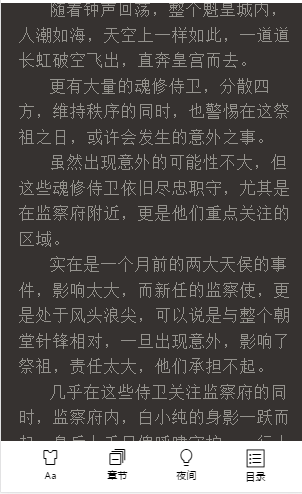 随着钟声回荡，整个魁皇城内，
人潮如海，天空上一样如此，一道道
长虹破空飞出，直奔皇宫而去。
更有大量的魂修侍卫，分散四
方，维持秩序的同时，也警惕在这祭
祖之日，或许会发生的意外之事。
虽然出现意外的可能性不大，但
这些魂修侍卫依旧尽忠职守，尤其是
在监察府附近，更是他们重点关注的
区域。
实在是一个月前的两大天侯的事
件，影响太大，而新任的监察使，更
是处于风头浪尖，可以说是与整个朝
堂针锋相对，一旦出现意外，影响了
祭祖，责任太大，他们承担不起。
几乎在这些侍卫关注监察府的同
时，监察府内，白小纯的身影一跃而
Aa
章节
夜间
目录